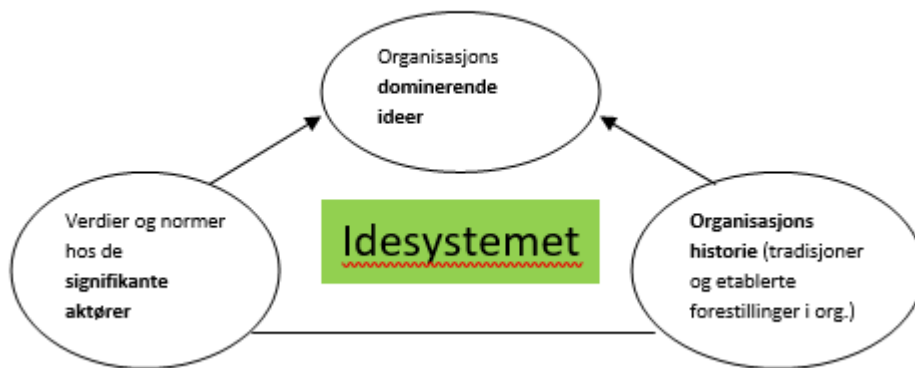 Organisasjons
dominerende
ideer
Verdier og normer
hos de
signifikante
aktører
Idesystemet
Organisasjons
historie (tradisjoner
og etablerte
forestillinger i org.)